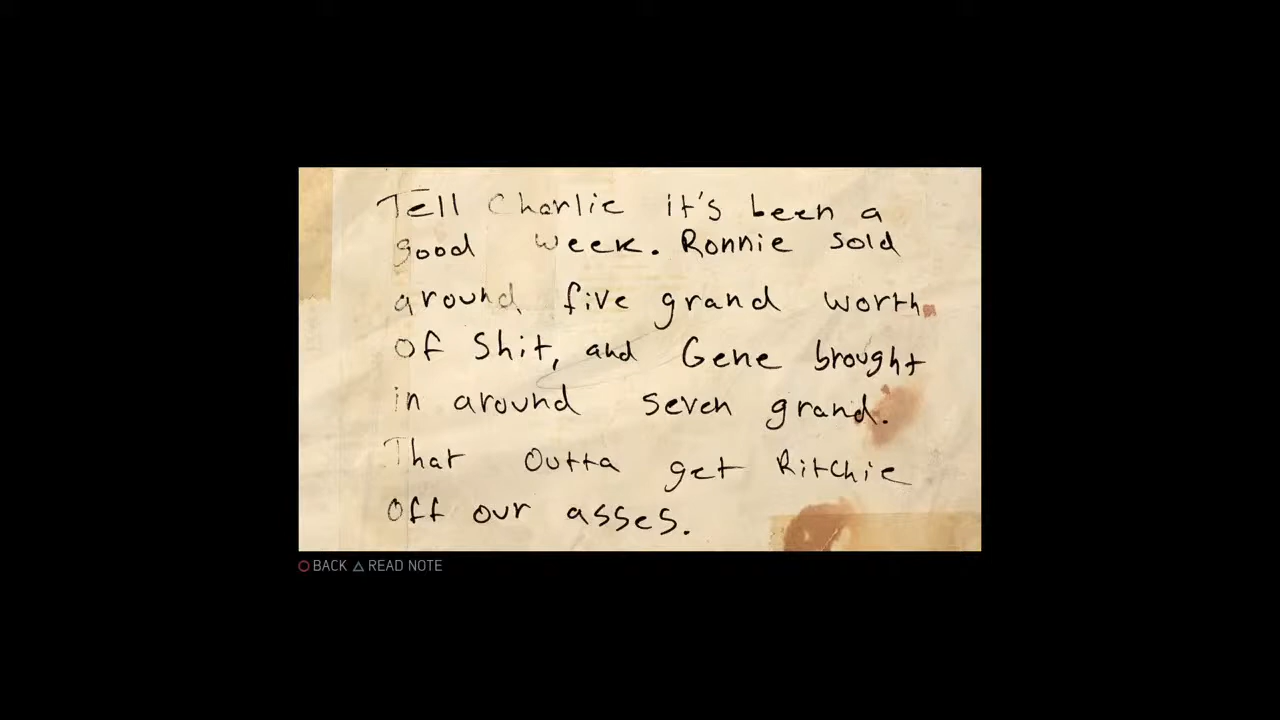 Tell Charlie it's been a
good week. Ronnie sold
around five grand worth
of Shit, and Gene brought
in around seven grand.
That Outta get Ritchie
Off our asses.
BACK READ NOTE